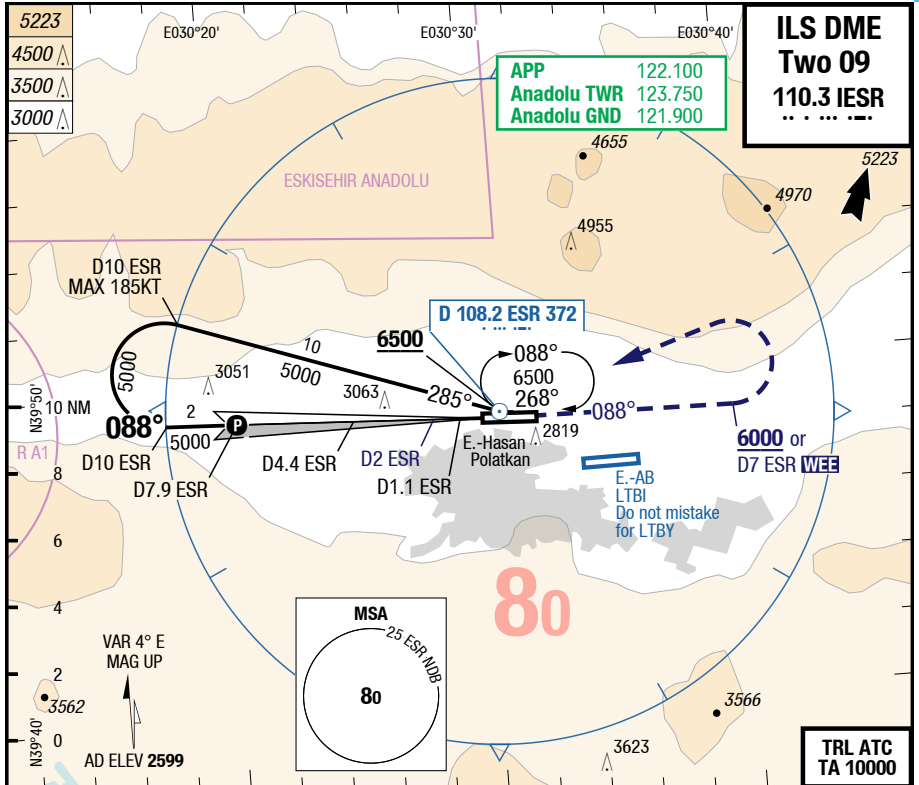 5223
4500
3500
3000
E030°20'
E030°30'
E030°40'
ILS DME
Two 09
110.3 IESR
APP 122.100
Anadolu TWR 123.750
Anadolu GND 121.900
4655
5223
ESKISEHIR ANADOLU
4970
4955
D10 ESR
MAX 185KT
D 108.2 ESR 372
6500
10
5000
5000
088°
6500
268°
285°
3051
3063
N39°50'
10 NM
088°
2
5000
P
088°
R A1
D10 ESR
D7.9 ESR
D4.4 ESR
D2 ESR
D1.1 ESR
E.-Hasan
Polatkan
2819
6000 or
D7 ESR WEE
E.-AB
LTBI
Do not mistake
for LTBY
8
6
4
2
0
80
MSA
25 ESR NDB
80
VAR 4° E
MAG UP
3562
3566
N39°40'
AD ELEV 2599
3623
TRL ATC
TA 10000